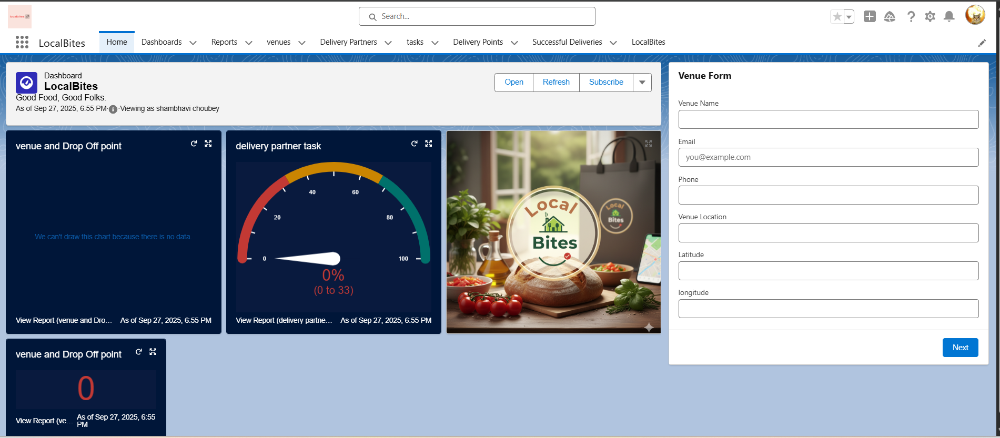 localbites
Search...
LocalBites
Home
Dashboards
Reports
venues
Delivery Partners
tasks
Delivery Points
Successful Deliveries
LocalBites
Dashboard
LocalBites
Good Food, Good Folks.
As of Sep 27, 2025, 6:55 PM·Viewing as shambhavi choubey
Open
Refresh
Subscribe
venue and Drop Off point
We can't draw this chart because there is no data.
View Report (venue and Dro...
As of Sep 27, 2025, 6:55 PM
delivery partner task
0
20
40
60
80
100
0%
(0 to 33)
View Report (delivery partne...
As of Sep 27, 2025, 6:55 PM
Local
Bites
Local
Bites
venue and Drop Off point
0
View Report (ve...
As of Sep 27, 2025, 6:55
PM
Venue Form
Venue Name
Email
you@example.com
Phone
Venue Location
Latitude
longitude
Next